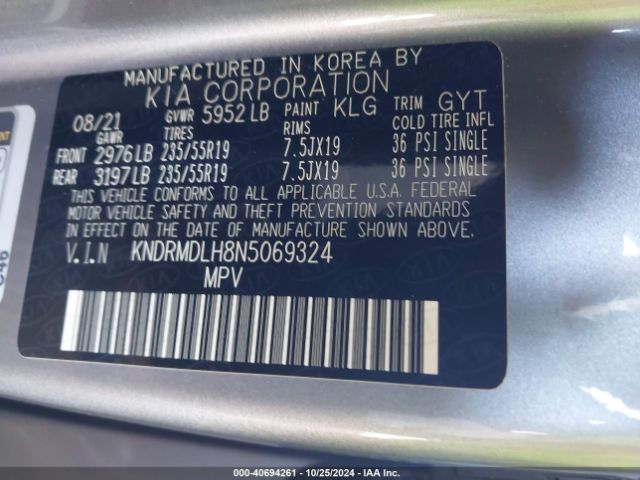 MANUFACTURED IN KOREA BY
KIA CORPORATION
08/21 GVWR 5952 LB PAINT KLG TRIM GYT
GAWR TIRES RIMS COLD TIRE INFL
FRONT 2976 LB 235/55R19 7.5JX19 36 PSI SINGLE
REAR 3197 LB 235/55R19 7.5JX19 36 PSI SINGLE
THIS VEHICLE CONFORMS TO ALL APPLICABLE U.S.A. FEDERAL
MOTOR VEHICLE SAFETY AND THEFT PREVENTION STANDARDS
IN EFFECT ON THE DATE OF MANUFACTURE SHOWN ABOVE.
V.I.N KNDRMDLH8N5069324
MPV
C46
000-40694261 - 10/25/2024 - IAA Inc.